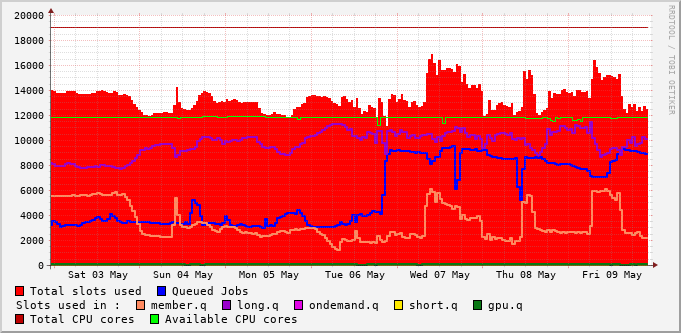 20000
18000
16000
14000
12000
10000
8000
6000
4000
2000
0
Sat 03 May Sun 04 May Mon 05 May Tue 06 May Wed 07 May Thu 08 May Fri 09 May
Total slots used Queued Jobs
Slots used in : member.q long.q ondemand.q short.q gpu.q
Total CPU cores Available CPU cores
RRDTOOL / TOBI OETIKER